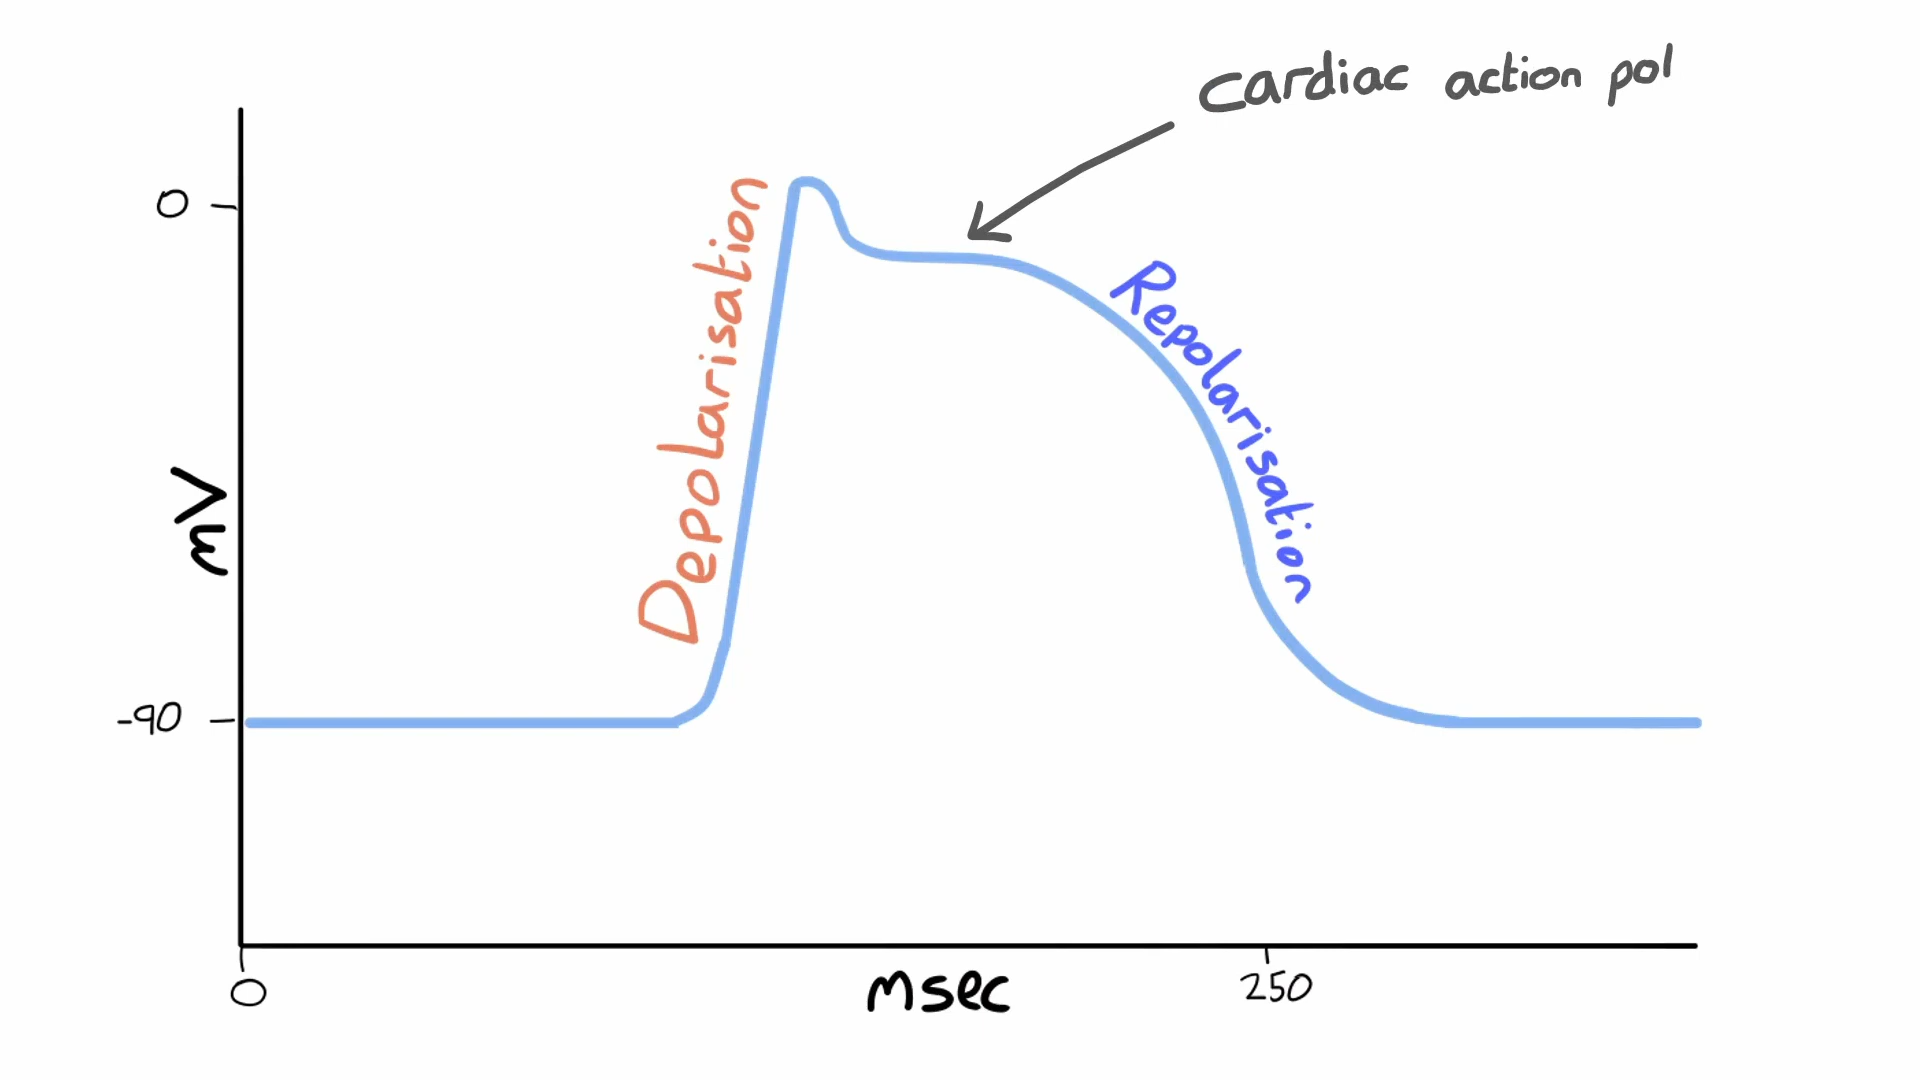 cardiac action pol
0
Depolarisation
Repolarisation
mV
-90
0
msec
250